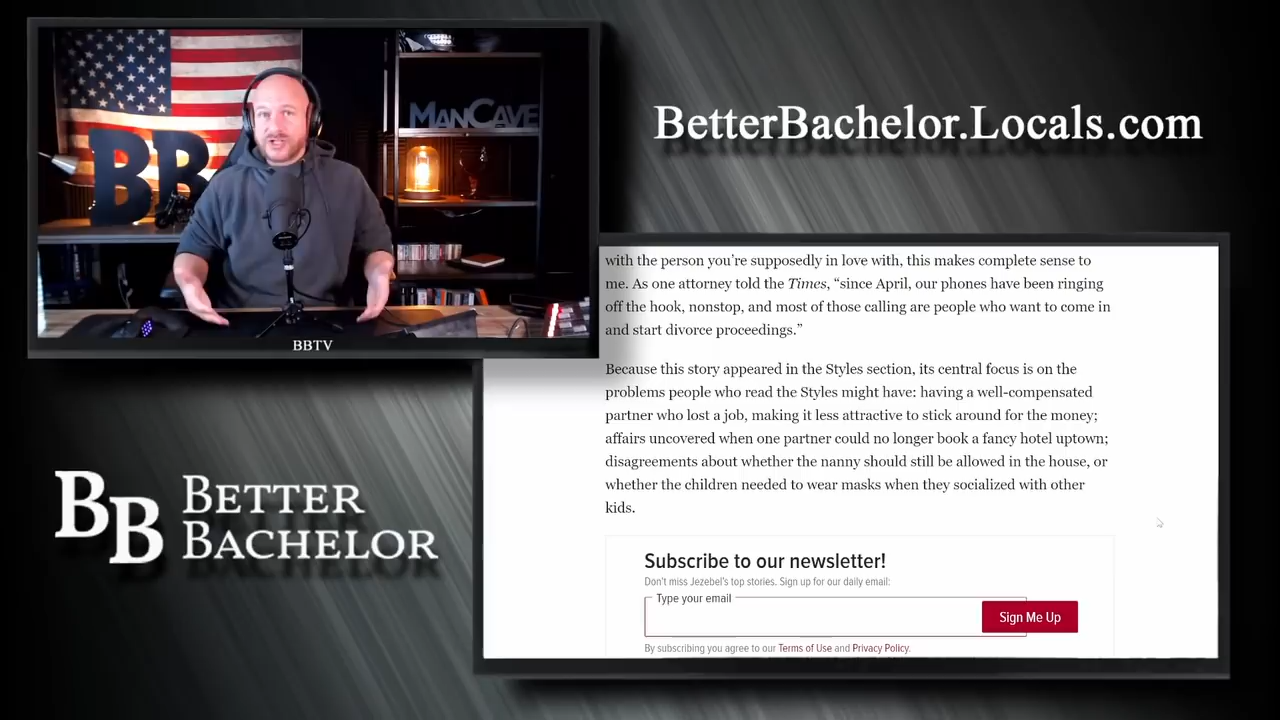 BB
MANCAVE
BBTV
BetterBachelor.Locals.com
with the person you’re supposedly in love with, this makes complete sense to
me. As one attorney told the Times, “since April, our phones have been ringing
off the hook, nonstop, and most of those calling are people who want to come in
and start divorce proceedings.”
Because this story appeared in the Styles section, its central focus is on the
problems people who read the Styles might have: having a well-compensated
partner who lost a job, making it less attractive to stick around for the money;
affairs uncovered when one partner could no longer book a fancy hotel uptown;
disagreements about whether the nanny should still be allowed in the house, or
whether the children needed to wear masks when they socialized with other
kids.
Subscribe to our newsletter!
Don't miss Jezebel's top stories. Sign up for our daily email:
Type your email
Sign Me Up
By subscribing you agree to our Terms of Use and Privacy Policy.
BB
BETTER
BACHELOR